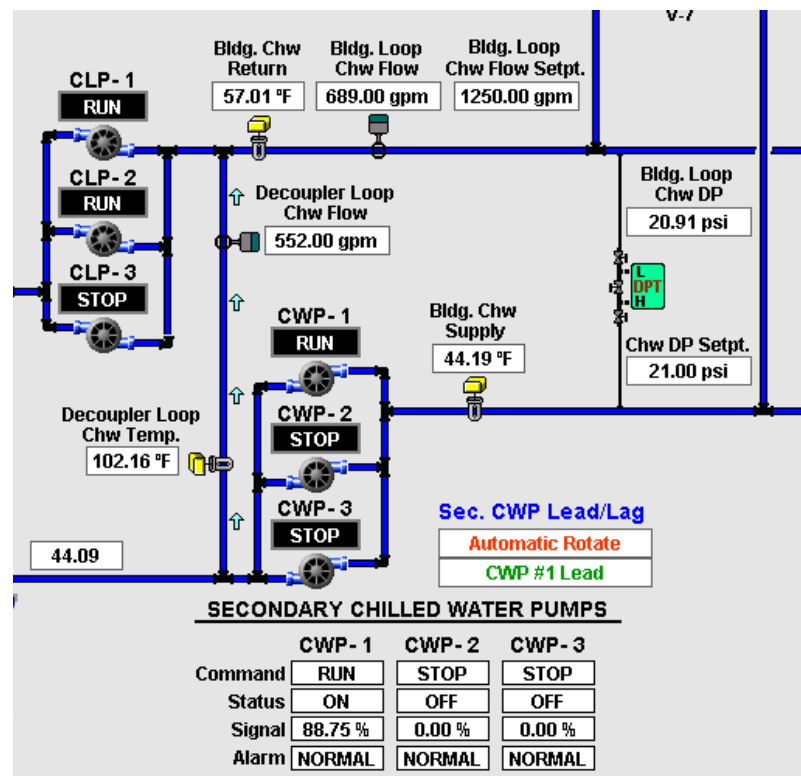 V-7
Bldg. Chw
Return
57.01 ºF
Bldg. Loop
Chw Flow
689.00 gpm
Bldg. Loop
Chw Flow Setpt.
1250.00 gpm
CLP- 1
RUN
CLP- 2
RUN
CLP- 3
STOP
Decoupler Loop
Chw Flow
552.00 gpm
Bldg. Loop
Chw DP
20.91 psi
L
DPT
H
Chw DP Setpt.
21.00 psi
CWP- 1
RUN
CWP- 2
STOP
CWP- 3
STOP
Bldg. Chw
Supply
44.19 ºF
Decoupler Loop
Chw Temp.
102.16 ºF
44.09
Sec. CWP Lead/Lag
Automatic Rotate
CWP #1 Lead
SECONDARY CHILLED WATER PUMPS
CWP- 1 CWP- 2 CWP- 3
Command RUN STOP STOP
Status ON OFF OFF
Signal 88.75 % 0.00 % 0.00 %
Alarm NORMAL NORMAL NORMAL